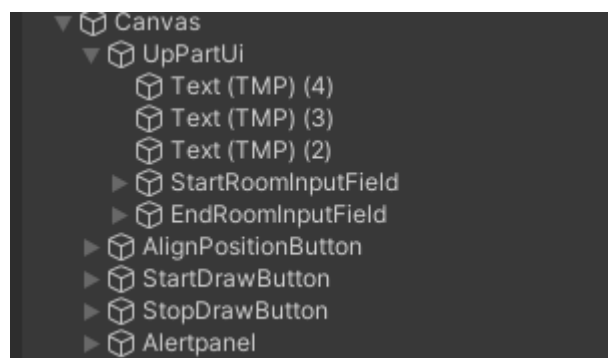 Canvas
UpPartUi
Text (TMP) (4)
Text (TMP) (3)
Text (TMP) (2)
StartRoomInputField
EndRoomInputField
AlignPositionButton
StartDrawButton
StopDrawButton
Alertpanel